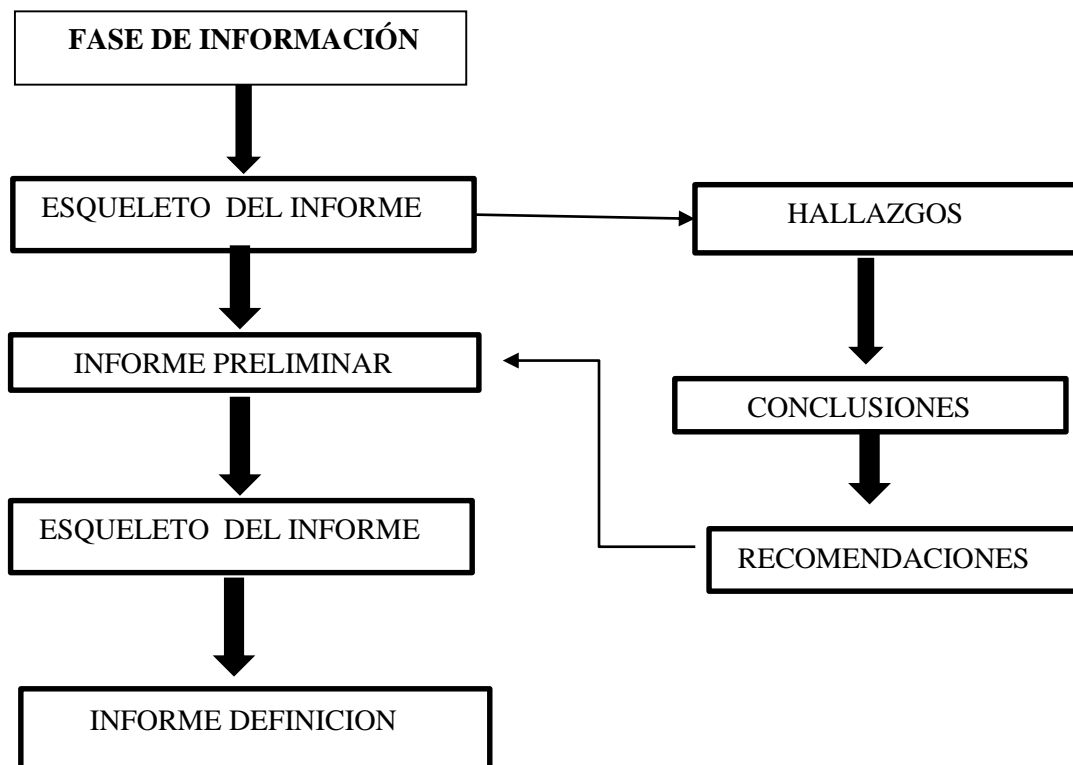 FASE DE INFORMACIÓN
ESQUELETO DEL INFORME
HALLAZGOS
INFORME PRELIMINAR
CONCLUSIONES
ESQUELETO DEL INFORME
RECOMENDACIONES
INFORME DEFINICION